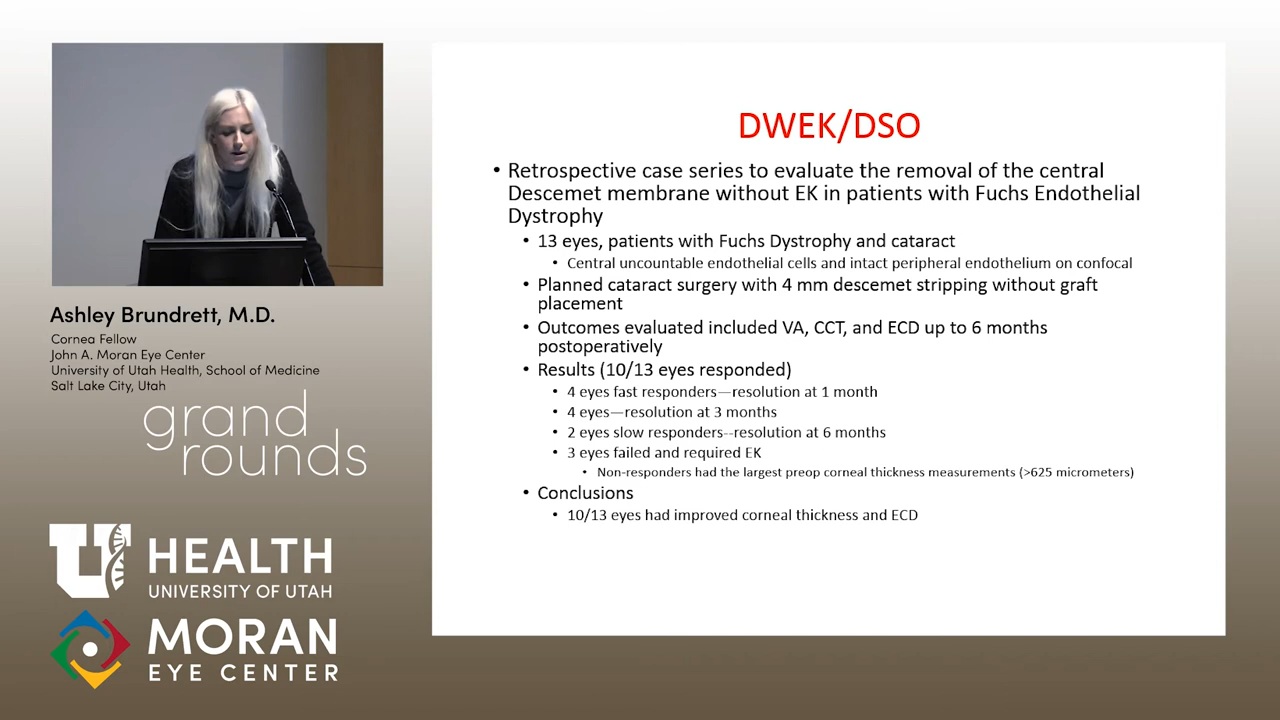 Ashley Brundrett, M.D.
Cornea Fellow
John A. Moran Eye Center
University of Utah Health, School of Medicine
Salt Lake City, Utah
grand
rounds
U HEALTH
UNIVERSITY OF UTAH
MORAN
EYE CENTER
DWEK/DSO
• Retrospective case series to evaluate the removal of the central
Descemet membrane without EK in patients with Fuchs Endothelial
Dystrophy
• 13 eyes, patients with Fuchs Dystrophy and cataract
• Central uncountable endothelial cells and intact peripheral endothelium on confocal
• Planned cataract surgery with 4 mm descemet stripping without graft
placement
• Outcomes evaluated included VA, CCT, and ECD up to 6 months
postoperatively
• Results (10/13 eyes responded)
• 4 eyes fast responders—resolution at 1 month
• 4 eyes—resolution at 3 months
• 2 eyes slow responders--resolution at 6 months
• 3 eyes failed and required EK
• Non-responders had the largest preop corneal thickness measurements (>625 micrometers)
• Conclusions
• 10/13 eyes had improved corneal thickness and ECD